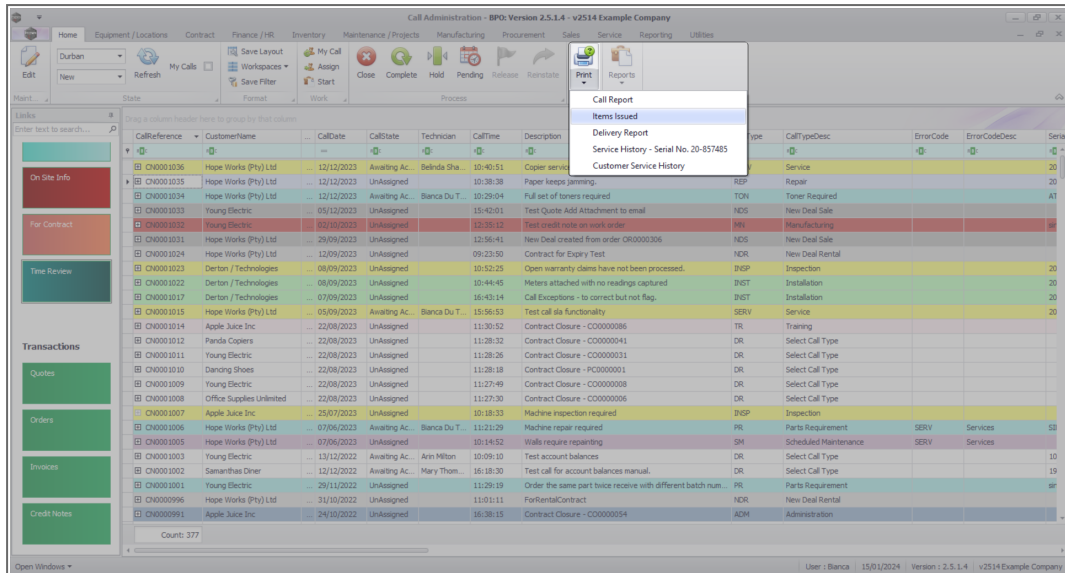 Call Administration - BPO: Version 2.5.1.4 - v2514 Example Company
Home Equipment / Locations Contract Finance / HR Inventory Maintenance / Projects Manufacturing Procurement Sales Service Reporting Utilities
Edit
Durban
New
Refresh
My Calls
Save Layout
Workspaces
Save Filter
My Call
Assign
Start
Close Complete Hold Pending Release Reinstate
Print
Reports
Maint... State Format Work Process
Call Report
Items Issued
Delivery Report
Service History - Serial No. 20-857485
Customer Service History
Links
Enter text to search...
On Site Info
For Contract
Time Review
Transactions
Quotes
Orders
Invoices
Credit Notes
Drag a column header here to group by that column
CallReference CustomerName ... CallDate CallState Technician CallTime Description Type CallTypeDesc ErrorCode ErrorCodeDesc Seria
CN0001036 Hope Works (Pty) Ltd ... 12/12/2023 Awaiting Ac... Belinda Sha... 10:40:51 Copier service Service 20
CN0001035 Hope Works (Pty) Ltd ... 12/12/2023 UnAssigned 10:38:38 Paper keeps jamming. REP Repair 20
CN0001034 Hope Works (Pty) Ltd ... 12/12/2023 Awaiting Ac... Bianca Du T... 10:29:04 Full set of toners required TON Toner Required AT
CN0001033 Young Electric ... 05/12/2023 UnAssigned 15:42:01 Test Quote Add Attachment to email NDS New Deal Sale
CN0001032 Young Electric ... 02/10/2023 UnAssigned 12:35:12 Test credit note on work order MN Manufacturing
CN0001031 Hope Works (Pty) Ltd ... 29/09/2023 UnAssigned 12:56:41 New Deal created from order OR0000306 NDS New Deal Sale
CN0001024 Hope Works (Pty) Ltd ... 12/09/2023 UnAssigned 09:23:50 Contract for Expiry Test NDR New Deal Rental
CN0001023 Derton / Technologies ... 08/09/2023 UnAssigned 10:52:25 Open warranty claims have not been processed. INSP Inspection 20
CN0001022 Derton / Technologies ... 08/09/2023 UnAssigned 10:44:45 Meters attached with no readings captured INST Installation 20
CN0001017 Derton / Technologies ... 07/09/2023 UnAssigned 16:43:14 Call Exceptions - to correct but not flag. INST Installation 20
CN0001015 Hope Works (Pty) Ltd ... 05/09/2023 Awaiting Ac... Bianca Du T... 15:56:53 Test call sla functionality SERV Service 20
CN0001014 Apple Juice Inc ... 22/08/2023 UnAssigned 11:30:52 Contract Closure - CO0000086 TR Training
CN0001012 Panda Copiers ... 22/08/2023 UnAssigned 11:28:32 Contract Closure - CO0000041 DR Select Call Type
CN0001011 Young Electric ... 22/08/2023 UnAssigned 11:28:26 Contract Closure - CO0000031 DR Select Call Type
CN0001010 Dancing Shoes ... 22/08/2023 UnAssigned 11:28:18 Contract Closure - PC0000001 DR Select Call Type
CN0001009 Young Electric ... 22/08/2023 UnAssigned 11:27:49 Contract Closure - CO0000008 DR Select Call Type
CN0001008 Office Supplies Unlimited ... 22/08/2023 UnAssigned 11:27:30 Contract Closure - CO0000006 DR Select Call Type
CN0001007 Apple Juice Inc ... 25/07/2023 UnAssigned 10:18:33 Machine inspection required INSP Inspection
CN0001006 Hope Works (Pty) Ltd ... 07/06/2023 Awaiting Ac... Bianca Du T... 11:21:29 Machine repair required PR Parts Requirement SERV Services
CN0001005 Hope Works (Pty) Ltd ... 07/06/2023 UnAssigned 10:14:52 Walls require repainting SM Scheduled Maintenance SERV Services
CN0001003 Young Electric ... 13/12/2022 Awaiting Ac... Arin Milton 10:09:10 Test account balances DR Select Call Type 10
CN0001002 Samanthas Diner ... 12/12/2022 Awaiting Ac... Mary Thom... 16:18:30 Test call for account balances manual. DR Select Call Type 19
CN0001001 Young Electric ... 29/11/2022 UnAssigned 11:29:19 Order the same part twice receive with different batch num... PR Parts Requirement
CN0000996 Hope Works (Pty) Ltd ... 31/10/2022 UnAssigned 11:01:11 ForRentalContract NDR New Deal Rental
CN0000991 Apple Juice Inc ... 24/10/2022 UnAssigned 16:38:15 Contract Closure - CO0000054 ADM Administration
Count: 377
Open Windows
User : Bianca 15/01/2024 Version : 2.5.1.4 v2514 Example Company